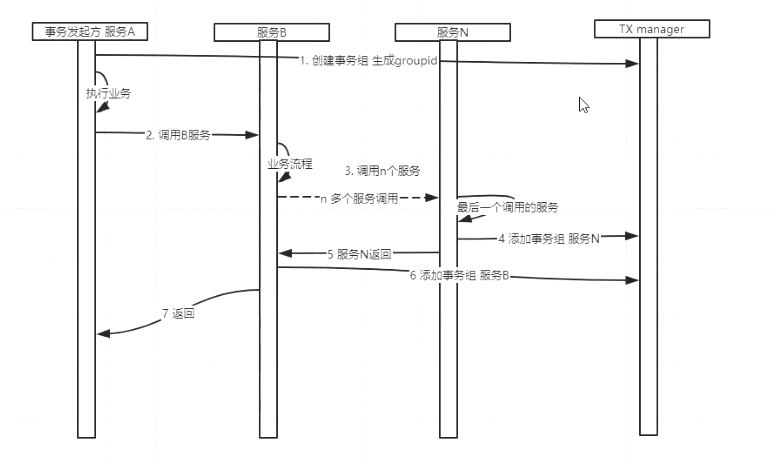 事务发起方 服务A
服务B
服务N
TX manager
1. 创建事务组 生成groupid
执行业务
2. 调用B服务
业务流程
3. 调用n个服务
n 多个服务调用
最后一个调用的服务
4 添加事务组 服务N
5 服务N返回
6 添加事务组 服务B
7 返回